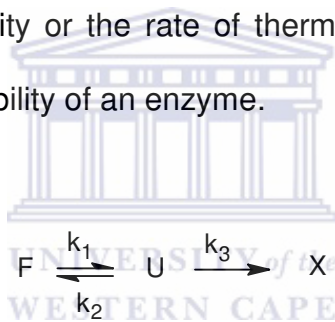 ity or the rate of therm
bility of an enzyme.
k1
F U k3 X
k2
UNIVERSITY of the
WESTERN CAPE